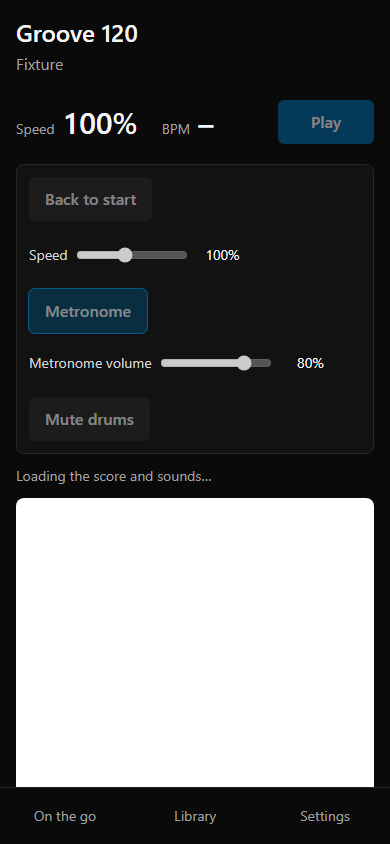 Groove 120
Fixture
Speed 100% BPM – Play
Back to start
Speed 100%
Metronome
Metronome volume 80%
Mute drums
Loading the score and sounds...
On the go Library Settings